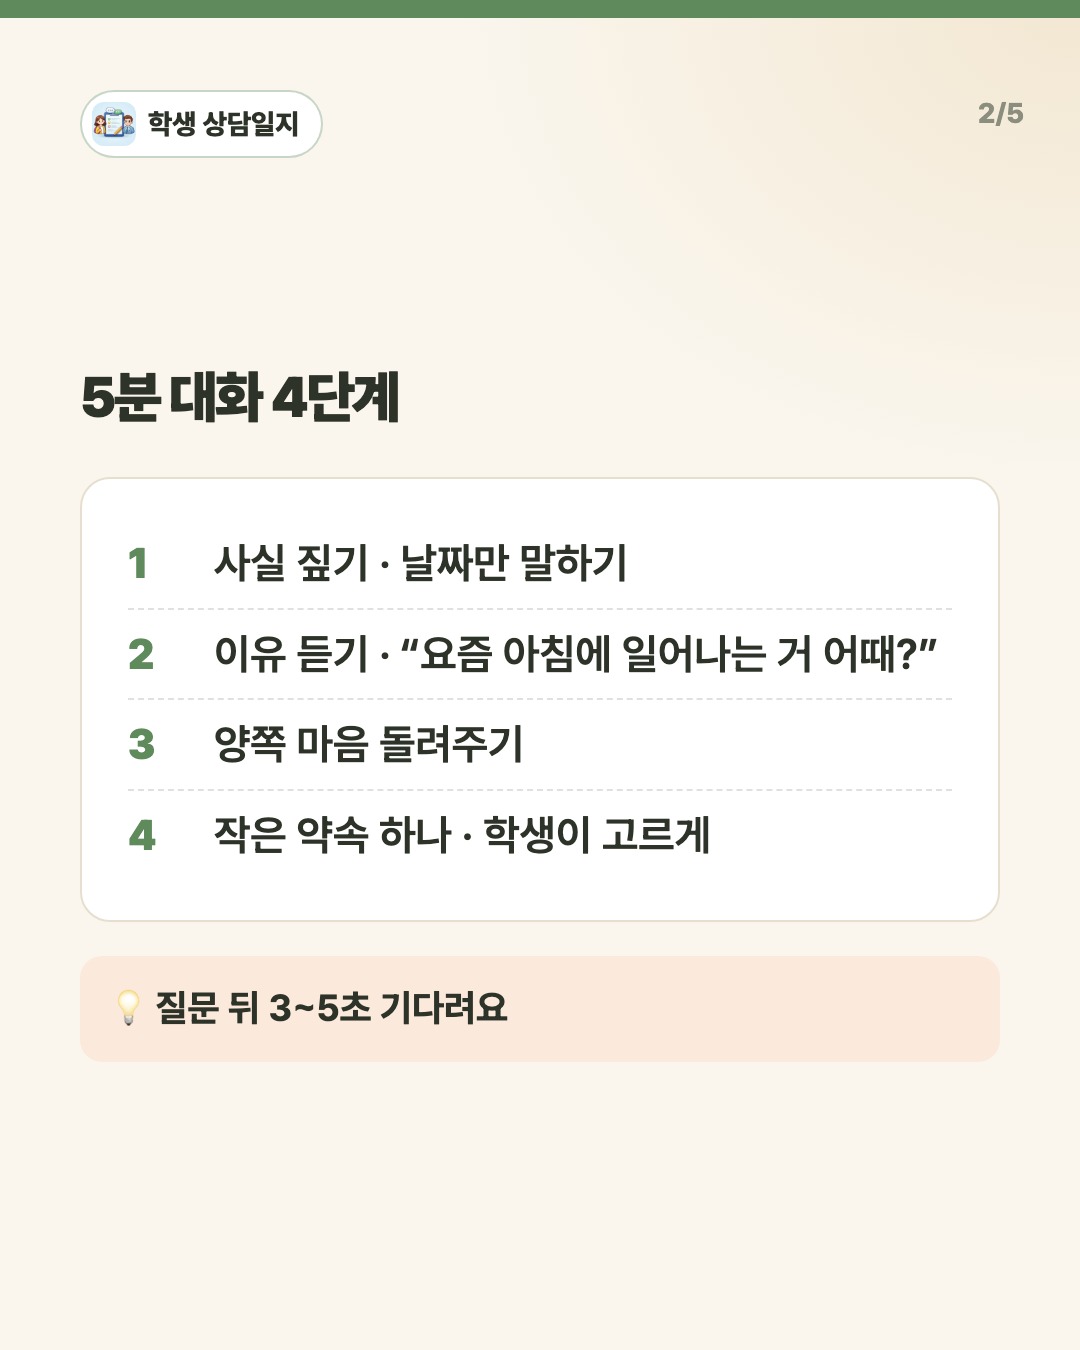 학생 상담일지
2/5
5분 대화 4단계
1 사실 짚기 · 날짜만 말하기
2 이유 듣기 · “요즘 아침에 일어나는 거 어때?”
3 양쪽 마음 돌려주기
4 작은 약속 하나 · 학생이 고르게
질문 뒤 3~5초 기다려요